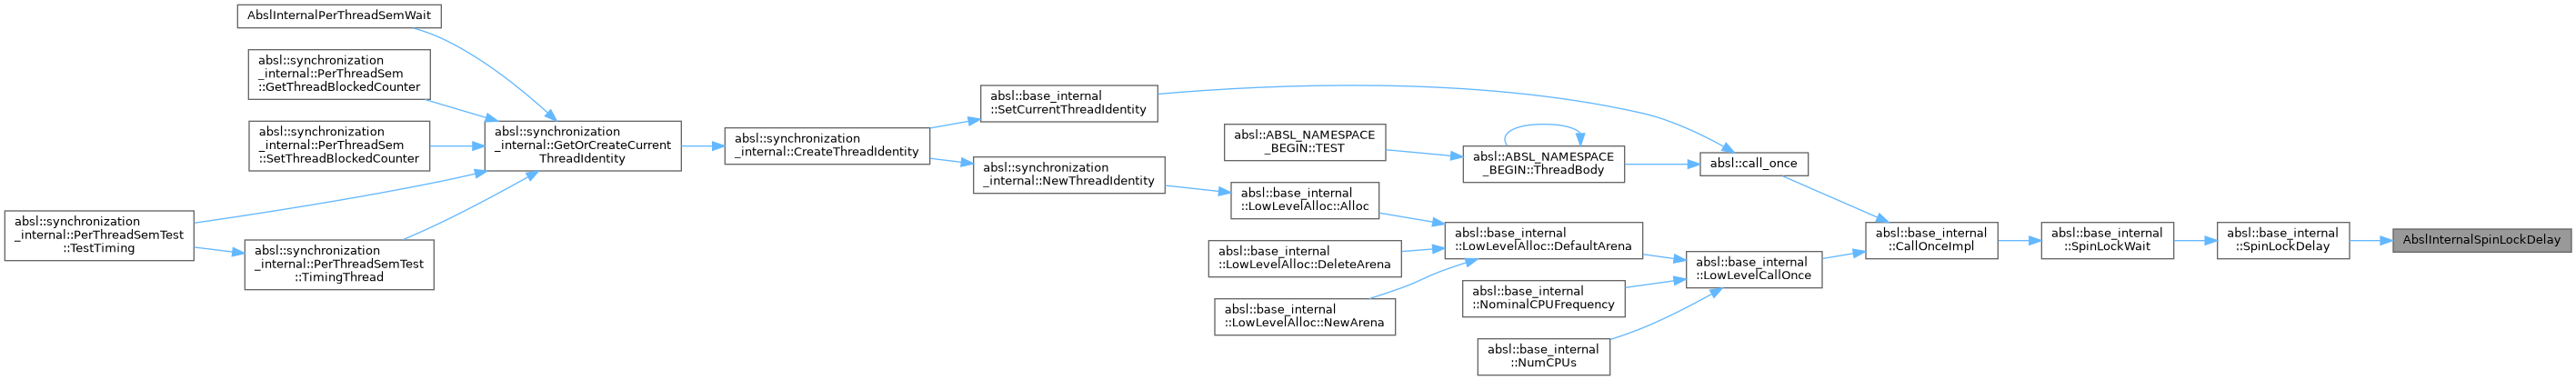 AbslInternalPerThreadSemWait
absl::synchronization
_internal::PerThreadSem
::GetThreadBlockedCounter
absl::synchronization
_internal::PerThreadSem
::SetThreadBlockedCounter
absl::synchronization
_internal::PerThreadSemTest
::TestTiming
absl::synchronization
_internal::PerThreadSemTest
::TimingThread
absl::synchronization
_internal::GetOrCreateCurrent
ThreadIdentity
absl::synchronization
_internal::CreateThreadIdentity
absl::base_internal
::SetCurrentThreadIdentity
absl::synchronization
_internal::NewThreadIdentity
absl::ABSL_NAMESPACE
_BEGIN::TEST
absl::base_internal
::LowLevelAlloc::Alloc
absl::base_internal
::LowLevelAlloc::DeleteArena
absl::base_internal
::LowLevelAlloc::NewArena
absl::ABSL_NAMESPACE
_BEGIN::ThreadBody
absl::base_internal
::LowLevelAlloc::DefaultArena
absl::base_internal
::NominalCPUFrequency
absl::base_internal
::NumCPUs
absl::call_once
absl::base_internal
::LowLevelCallOnce
absl::base_internal
::CallOnceImpl
absl::base_internal
::SpinLockWait
absl::base_internal
::SpinLockDelay
AbslInternalSpinLockDelay